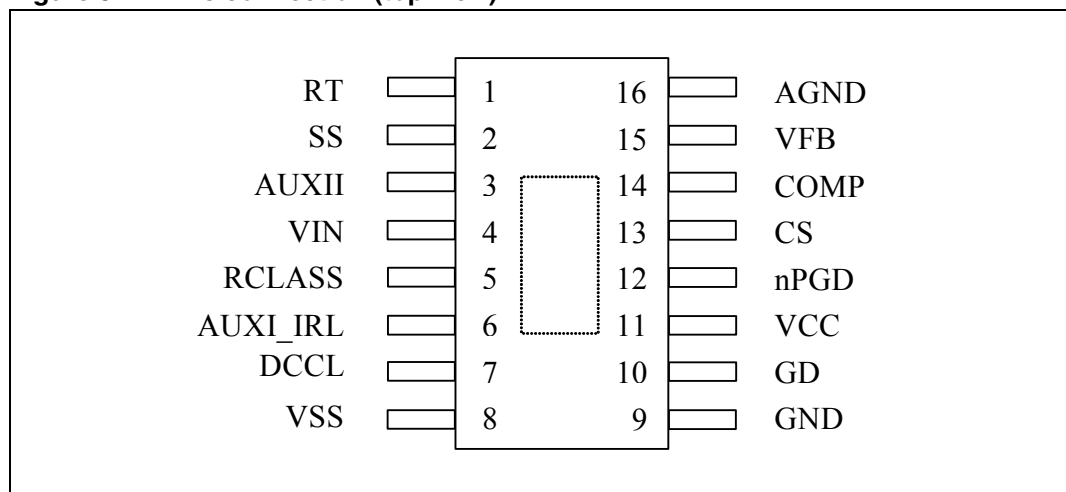 RT 1 16 AGND
SS 2 15 VFB
AUXII 3 14 COMP
VIN 4 13 CS
RCLASS 5 12 nPGD
AUXI_IRL 6 11 VCC
DCCL 7 10 GD
VSS 8 9 GND